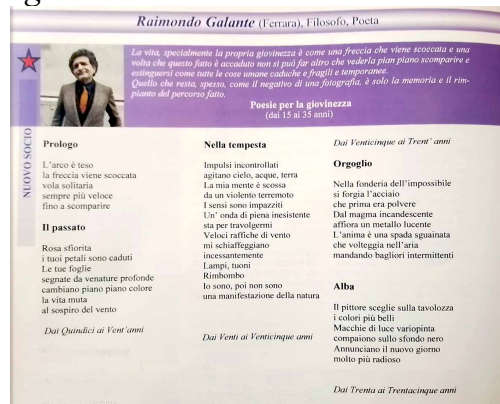 Raimondo Galante (Ferrara), Filosofo, Poeta
La vita, specialmente la propria giovinezza è come una freccia che viene scoccata e una
volta che questo fatto è accaduto non si può far altro che vederla pian piano scomparire e
estinguersi come tutte le cose umane caduche e fragili e temporanee.
Quello che resta, spesso, come il negativo di una fotografia, è solo la memoria e il rim-
pianto del percorso fatto.
Poesie per la giovinezza
(dai 15 ai 35 anni)
NUOVO SOCIO
Prologo
L'arco è teso
la freccia viene scoccata
vola solitaria
sempre più veloce
fino a scomparire
Il passato
Rosa sfiorita
i tuoi petali sono caduti
Le tue foglie
segnate da venature profonde
cambiano piano piano colore
la vita muta
al sospiro del vento
Dai Quindici ai Vent'anni
Nella tempesta
Impulsi incontrollati
agitano cielo, acque, terra
La mia mente è scossa
da un violento terremoto
I sensi sono impazziti
Un' onda di piena inesistente
sta per travolgermi
Veloci raffiche di vento
mi schiaffeggiano
incessantemente
Lampi, tuoni
Rimbombo
Io sono, poi non sono
una manifestazione della natura
Dai Venti ai Venticinque anni
Dai Venticinque ai Trent' anni
Orgoglio
Nella fonderia dell'impossibile
si forgia l'acciaio
che prima era polvere
Dal magma incandescente
affiora un metallo lucente
L'anima è una spada sguainata
che volteggia nell'aria
mandando bagliori intermittenti
Alba
Il pittore sceglie sulla tavolozza
i colori più belli
Macchie di luce variopinta
compaiono sullo sfondo nero
Annunciano il nuovo giorno
molto più radioso
Dai Trenta ai Trentacinque anni